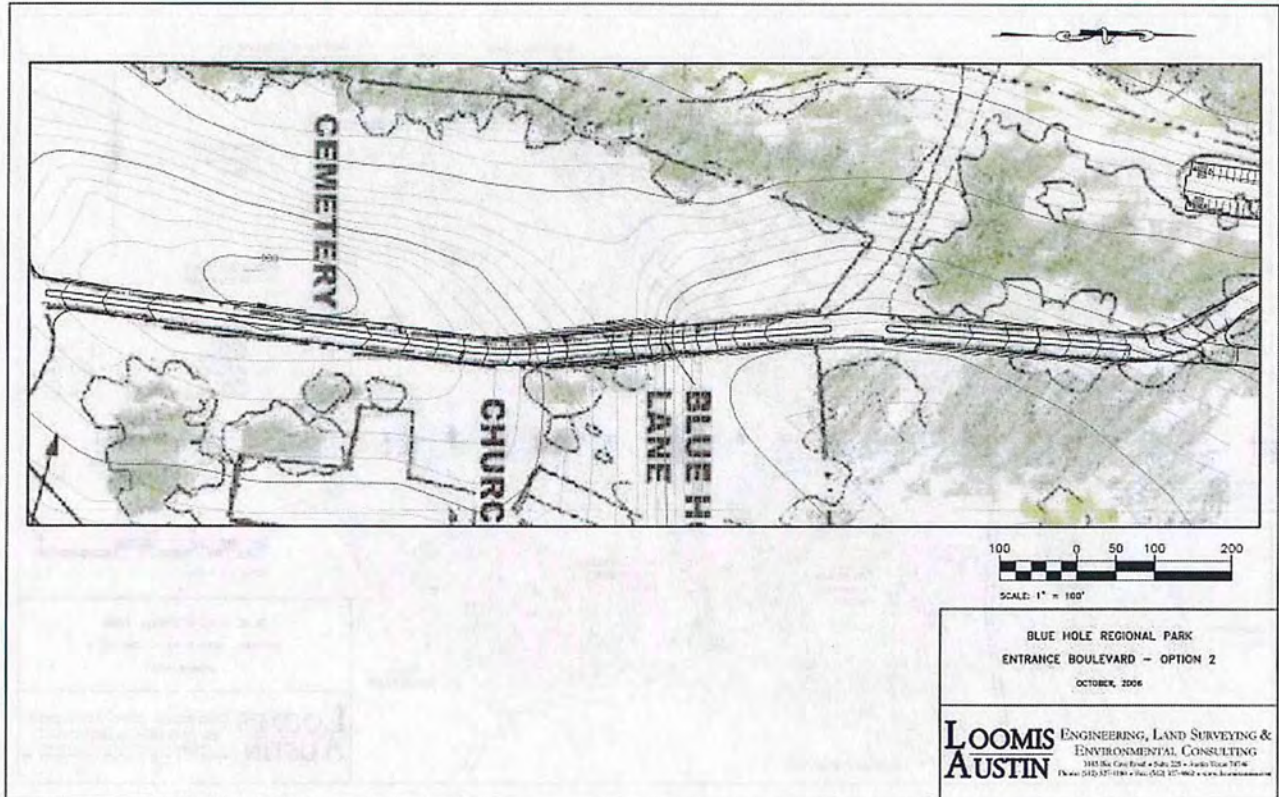 CEMETERY
CHURC
BLUE H
LANE
100 0 50 100 200
SCALE: 1" = 100'
BLUE HOLE REGIONAL PARK
ENTRANCE BOULEVARD - OPTION 2
OCTOBER, 2006
LOOMIS
AUSTIN
ENGINEERING, LAND SURVEYING &
ENVIRONMENTAL CONSULTING